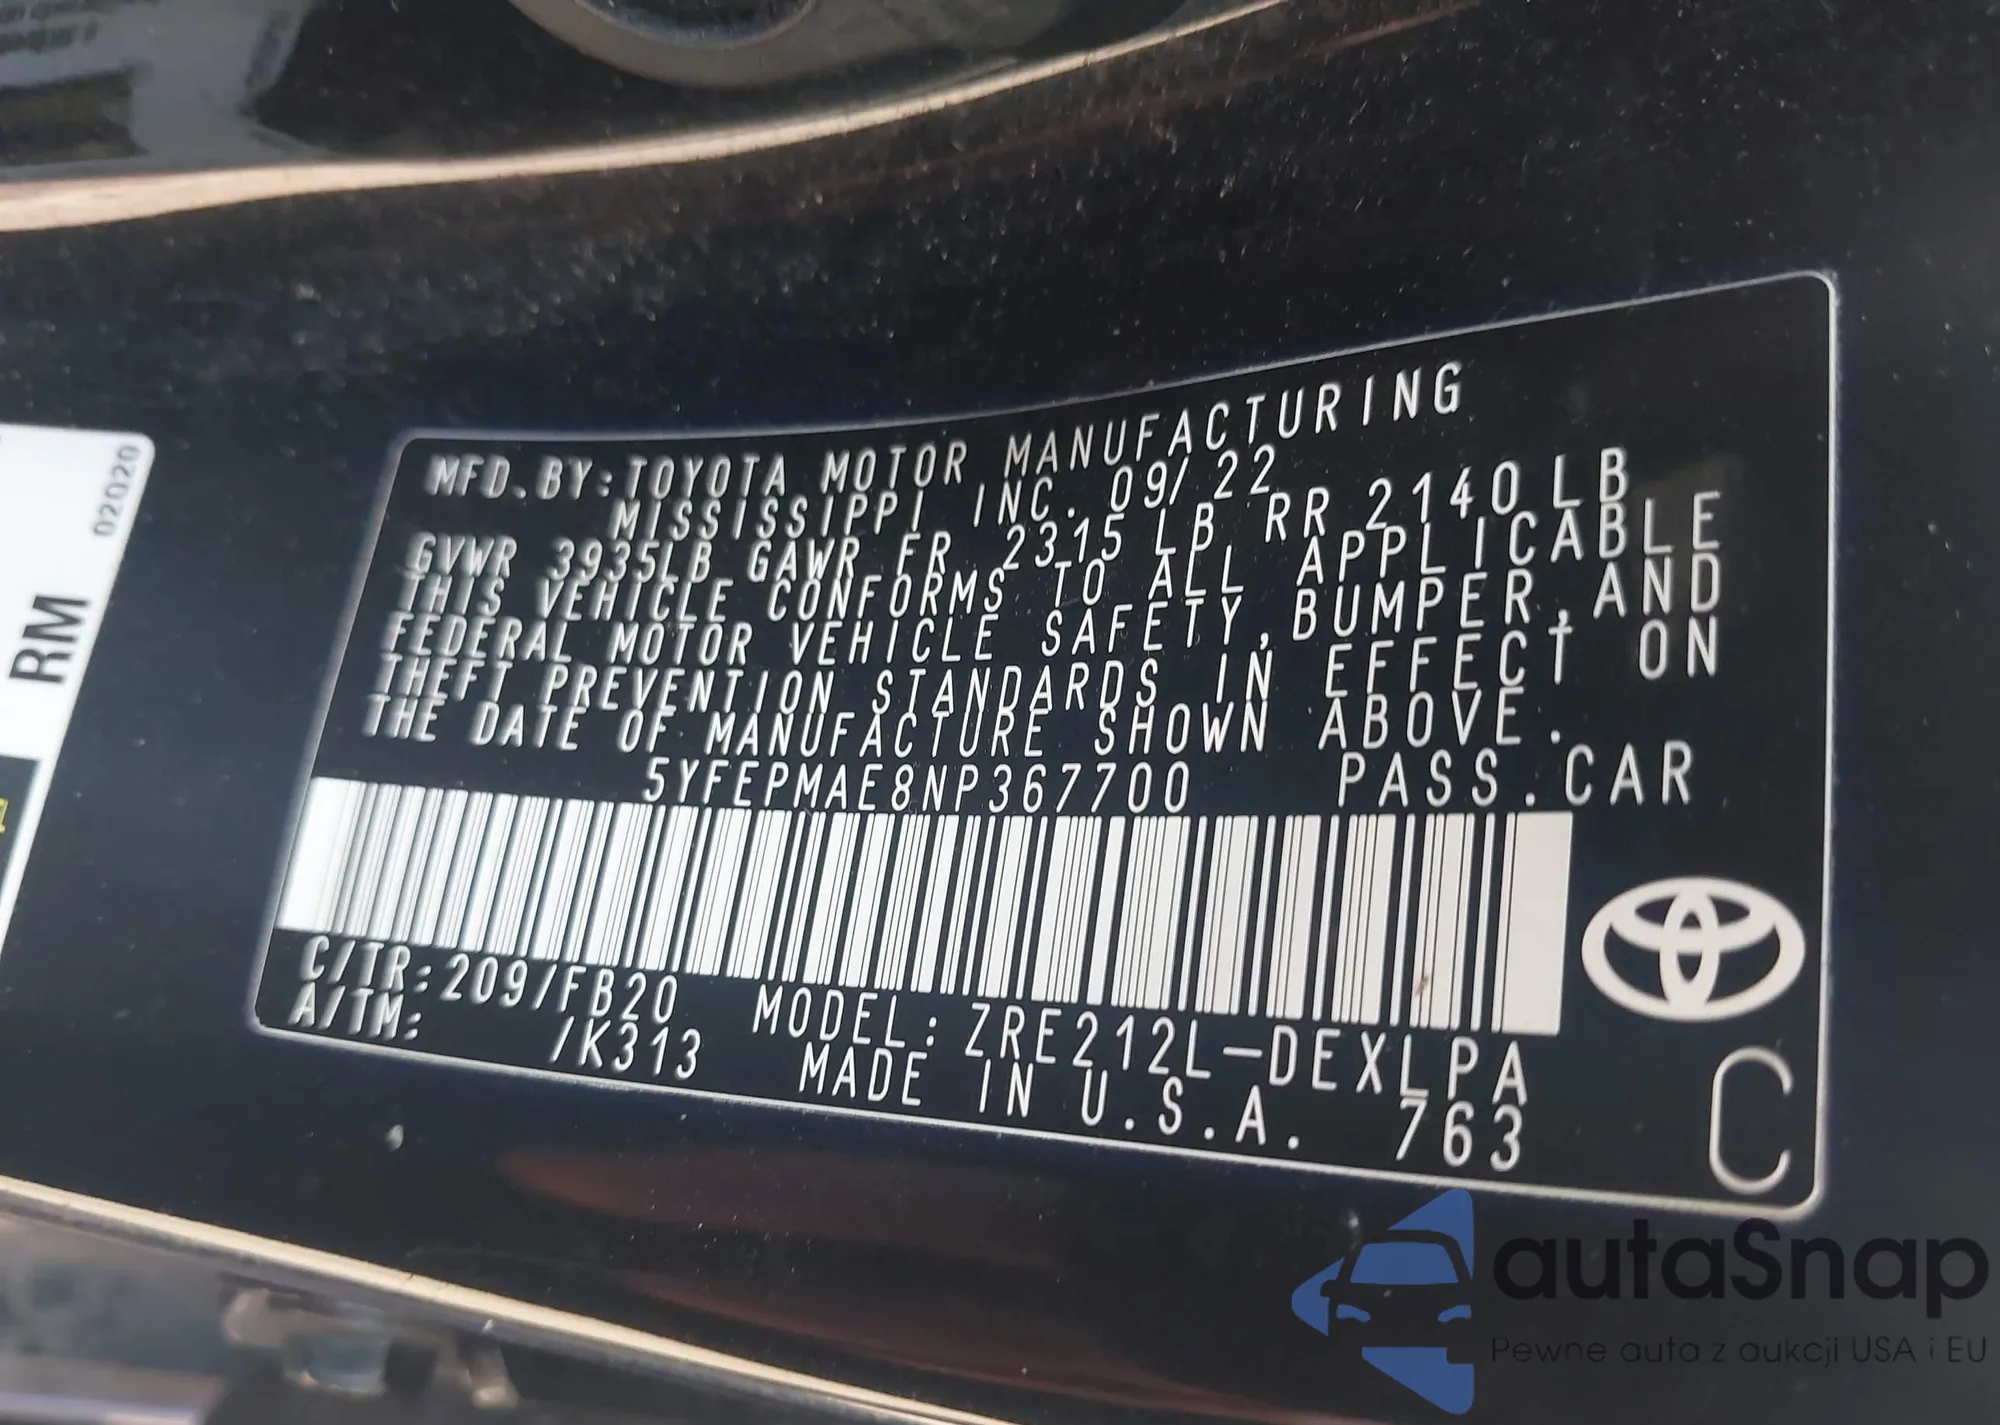 02020
RM
MFD.BY:TOYOTA MOTOR MANUFACTURING
MISSISSIPPI INC. 09/22
GVWR 3935LB GAWR FR 2315 LB RR 2140LB
THIS VEHICLE CONFORMS TO ALL APPLICABLE
FEDERAL MOTOR VEHICLE SAFETY,BUMPER,AND
THEFT PREVENTION STANDARDS IN EFFECT ON
THE DATE OF MANUFACTURE SHOWN ABOVE.
5YFEPMAE8NP367700 PASS.CAR
C/TR:209/FB20 MODEL:ZRE212L-DEXLPA
A/TM: /K313 MADE IN U.S.A. 763
C
autaSnap
Pewne auta z aukcji USA i EU